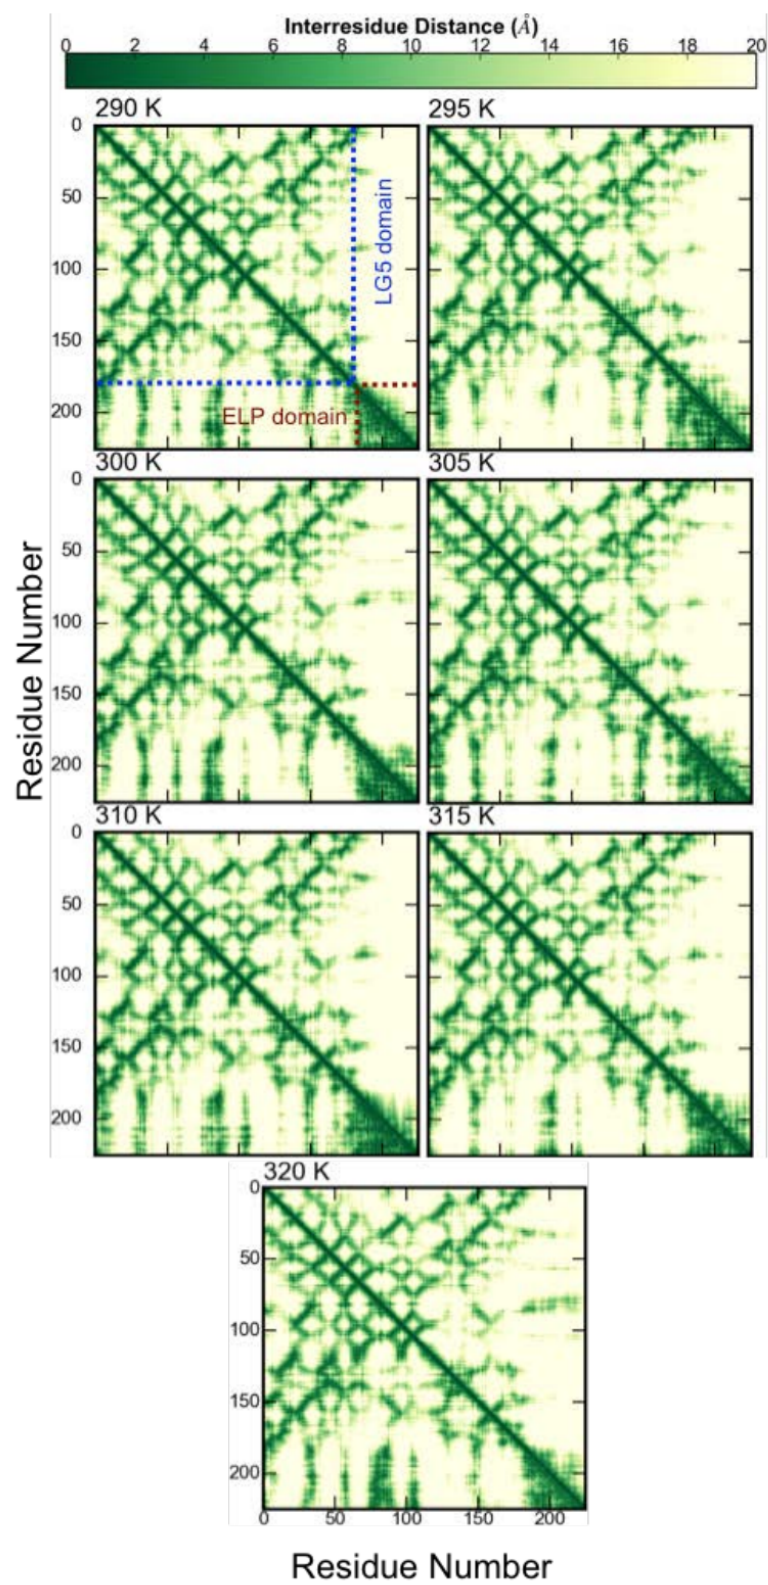 Interresidue Distance (Å)
0 2 4 6 8 10 12 14 16 18 20
290 K
295 K
0
50
100
150
200
LG5 domain
ELP domain
300 K
305 K
0
50
100
150
200
Residue Number
310 K
315 K
0
50
100
150
200
320 K
0
50
100
150
200
0 50 100 150 200
Residue Number